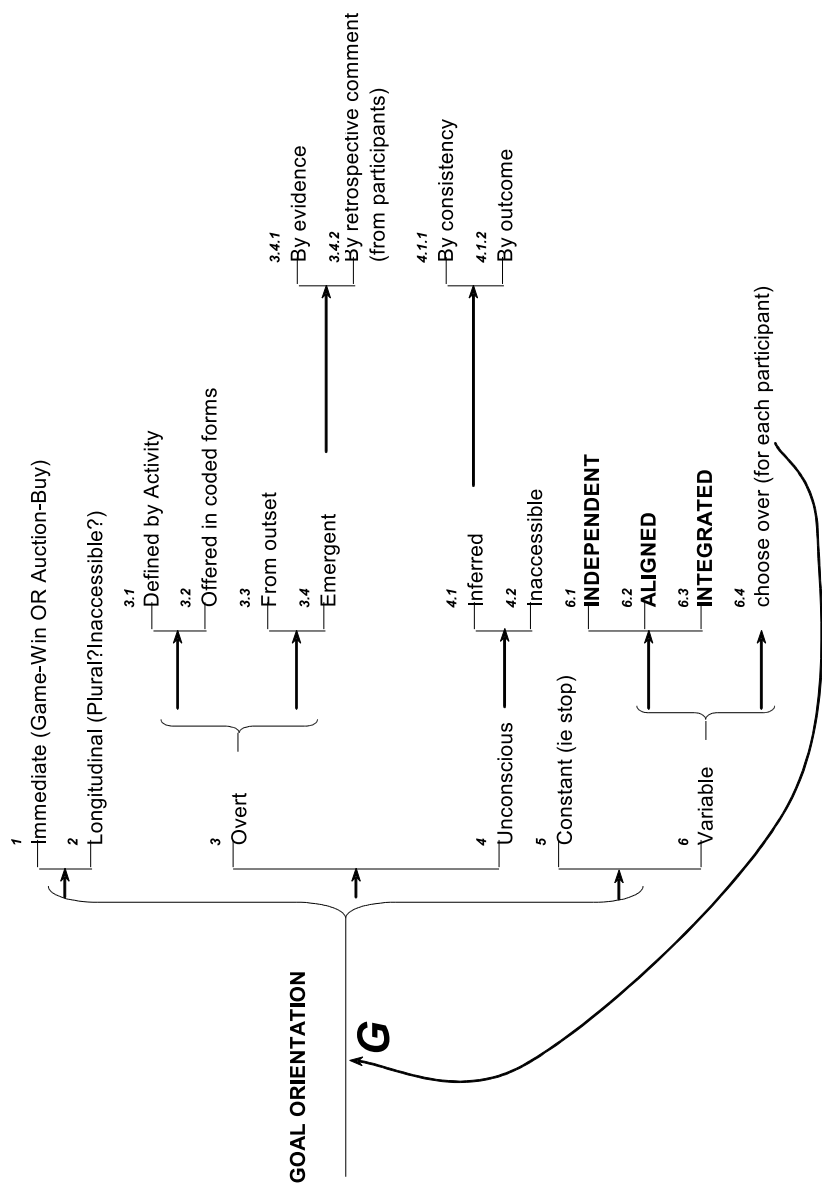 GOAL ORIENTATION
G
1
Immediate (Game-Win OR Auction-Buy)
2
Longitudinal (Plural?Inaccessible?)
3
Overt
3.1
Defined by Activity
3.2
Offered in coded forms
3.3
From outset
3.4
Emergent
3.4.1
By evidence
3.4.2
By retrospective comment
(from participants)
4
Unconscious
4.1
Inferred
4.1.1
By consistency
4.1.2
By outcome
4.2
Inaccessible
5
Constant (ie stop)
6
Variable
6.1
INDEPENDENT
6.2
ALIGNED
6.3
INTEGRATED
6.4
choose over (for each participant)